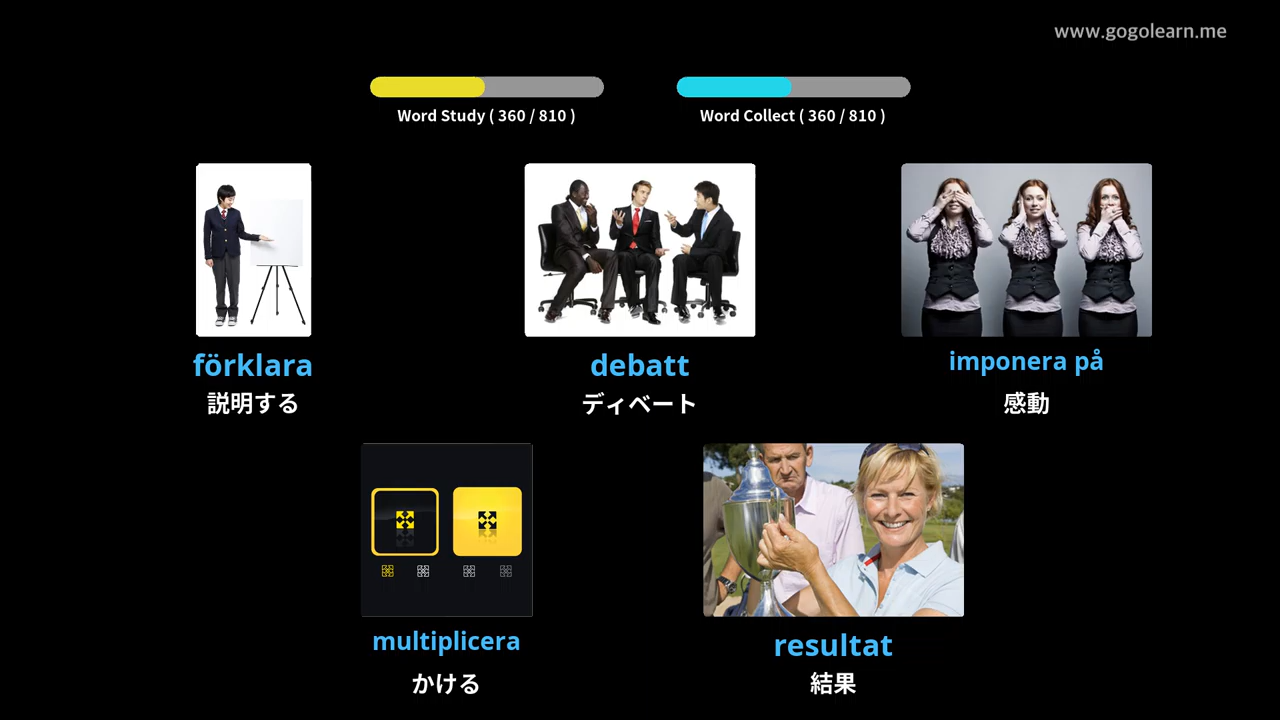 www.gogolearn.me
Word Study ( 360 / 810 )
Word Collect ( 360 / 810 )
förklara
説明する
debatt
ディベート
imponera på
感動
multiplicera
かける
resultat
結果